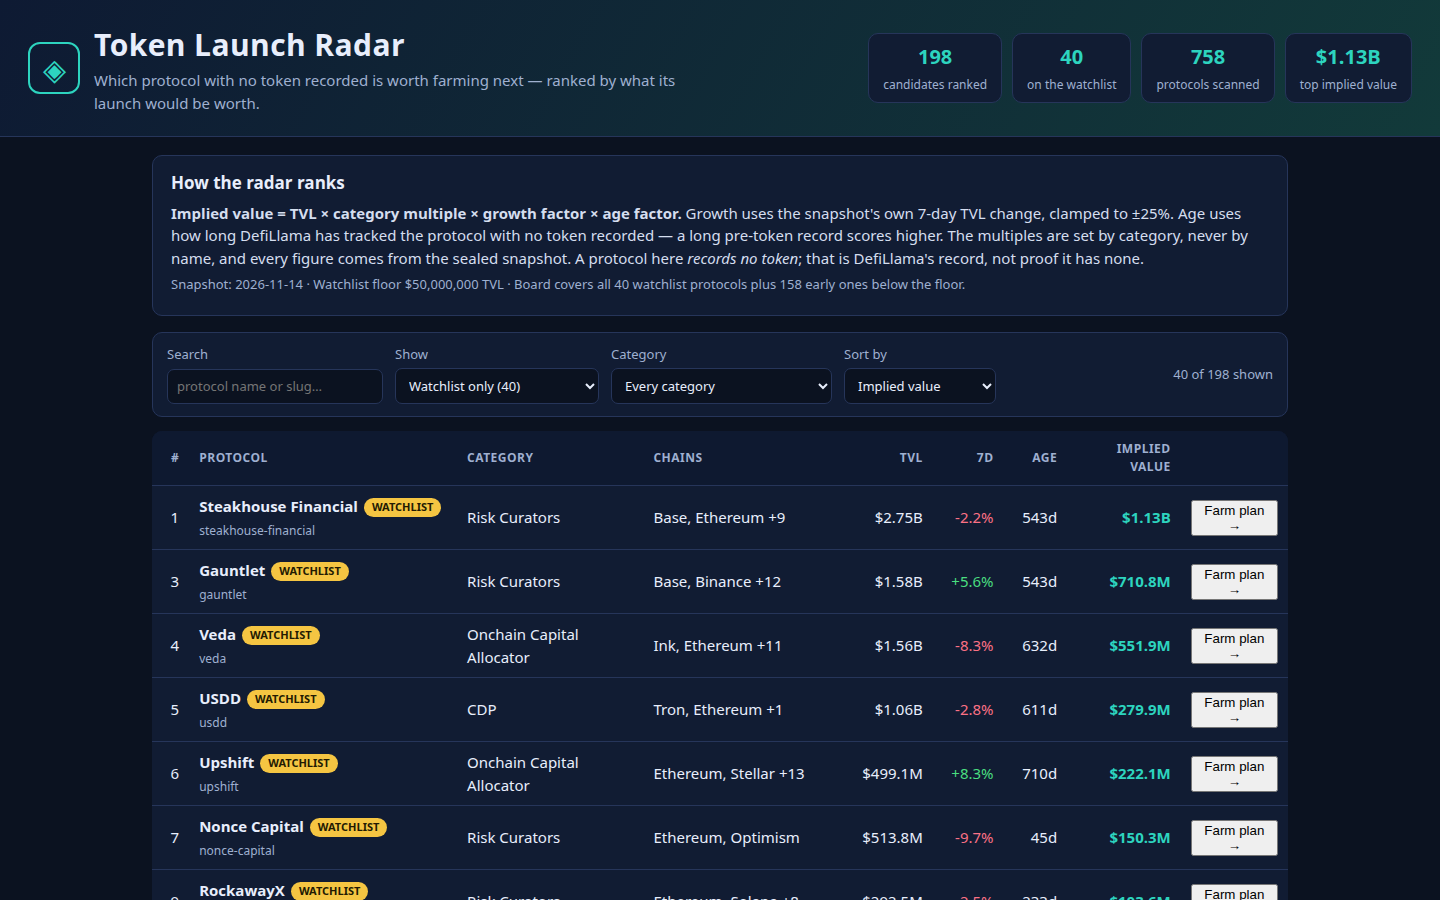 Token Launch Radar
Which protocol with no token recorded is worth farming next — ranked by what its
launch would be worth.
198
candidates ranked
40
on the watchlist
758
protocols scanned
$1.13B
top implied value
How the radar ranks
Implied value = TVL × category multiple × growth factor × age factor. Growth uses the snapshot's own 7-day TVL change, clamped to ±25%. Age uses
how long DefiLlama has tracked the protocol with no token recorded — a long pre-token record scores higher. The multiples are set by category, never by
name, and every figure comes from the sealed snapshot. A protocol here records no token; that is DefiLlama's record, not proof it has none.
Snapshot: 2026-11-14 · Watchlist floor $50,000,000 TVL · Board covers all 40 watchlist protocols plus 158 early ones below the floor.
Search
protocol name or slug...
Show
Watchlist only (40)
Category
Every category
Sort by
Implied value
40 of 198 shown
# PROTOCOL CATEGORY CHAINS TVL 7D AGE IMPLIED VALUE
1 Steakhouse Financial WATCHLIST Risk Curators Base, Ethereum +9 $2.75B -2.2% 543d $1.13B Farm plan →
steakhouse-financial
3 Gauntlet WATCHLIST Risk Curators Base, Binance +12 $1.58B +5.6% 543d $710.8M Farm plan →
gauntlet
4 Veda WATCHLIST Onchain Capital Allocator Ink, Ethereum +11 $1.56B -8.3% 632d $551.9M Farm plan →
veda
5 USDD WATCHLIST CDP Tron, Ethereum +1 $1.06B -2.8% 611d $279.9M Farm plan →
usdd
6 Upshift WATCHLIST Onchain Capital Allocator Ethereum, Stellar +13 $499.1M +8.3% 710d $222.1M Farm plan →
upshift
7 Nonce Capital WATCHLIST Risk Curators Ethereum, Optimism $513.8M -9.7% 45d $150.3M Farm plan →
nonce-capital
RockawayX WATCHLIST Farm plan